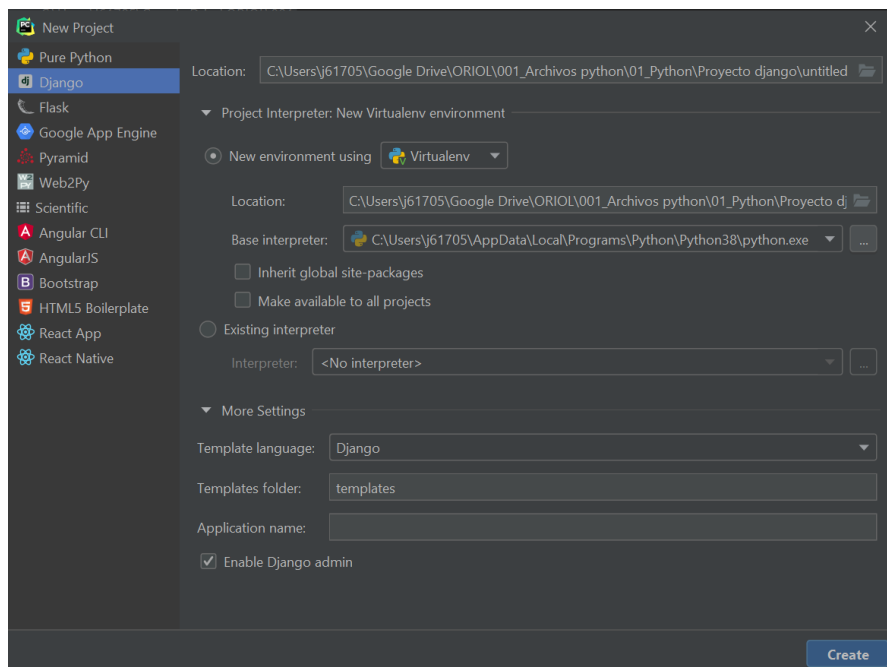 New Project
Pure Python
Django
Flask
Google App Engine
Pyramid
Web2Py
Scientific
Angular CLI
AngularJS
Bootstrap
HTML5 Boilerplate
React App
React Native
Location: C:\Users\j61705\Google Drive\ORIOL\001_Archivos python\01_Python\Proyecto django\untitled
Project Interpreter: New Virtualenv environment
New environment using Virtualenv
Location: C:\Users\j61705\Google Drive\ORIOL\001_Archivos python\01_Python\Proyecto dj
Base interpreter: C:\Users\j61705\AppData\Local\Programs\Python\Python38\python.exe ...
Inherit global site-packages
Make available to all projects
Existing interpreter
Interpreter: <No interpreter> ...
More Settings
Template language: Django
Templates folder: templates
Application name:
Enable Django admin
Create